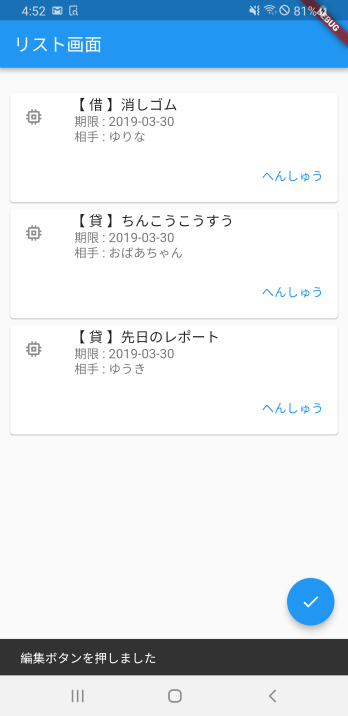 4:52 81%
DEBUG
リスト画面
【 借 】消しゴム
期限 : 2019-03-30
相手 : ゆりな
へんしゅう
【 貸 】ちんこうこうすう
期限 : 2019-03-30
相手 : おばあちゃん
へんしゅう
【 貸 】先日のレポート
期限 : 2019-03-30
相手 : ゆうき
へんしゅう
編集ボタンを押しました